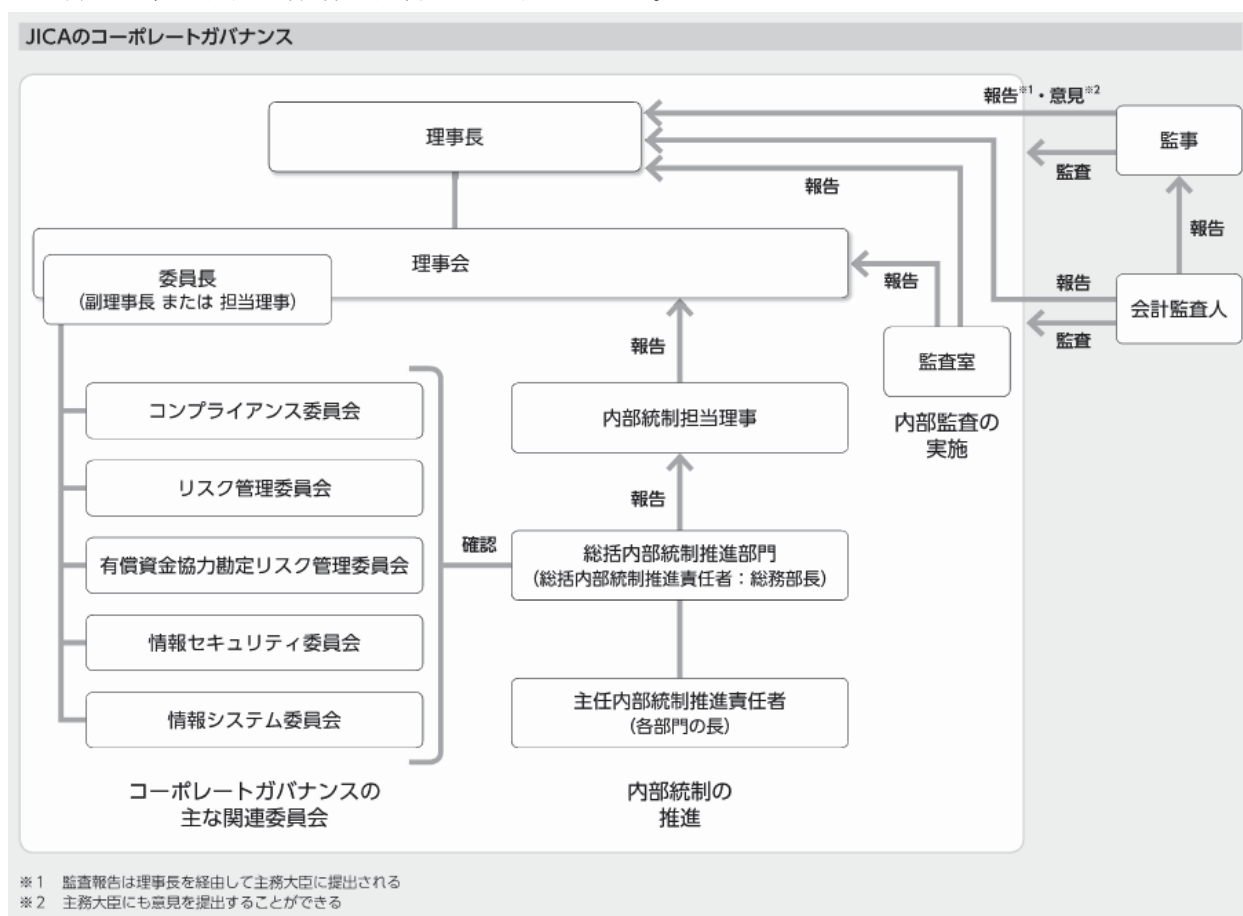 JICAのコーポレートガバナンス
報告※1・意見※2
理事長
監事
監査
報告
報告
理事会
委員長
（副理事長 または 担当理事）
報告
報告
会計監査人
監査
報告
監査室
コンプライアンス委員会
内部統制担当理事
内部監査の
実施
リスク管理委員会
報告
確認
総括内部統制推進部門
（総括内部統制推進責任者：総務部長）
有償資金協力勘定リスク管理委員会
情報セキュリティ委員会
主任内部統制推進責任者
（各部門の長）
情報システム委員会
コーポレートガバナンスの
主な関連委員会
内部統制の
推進
※1 監査報告は理事長を経由して主務大臣に提出される
※2 主務大臣にも意見を提出することができる